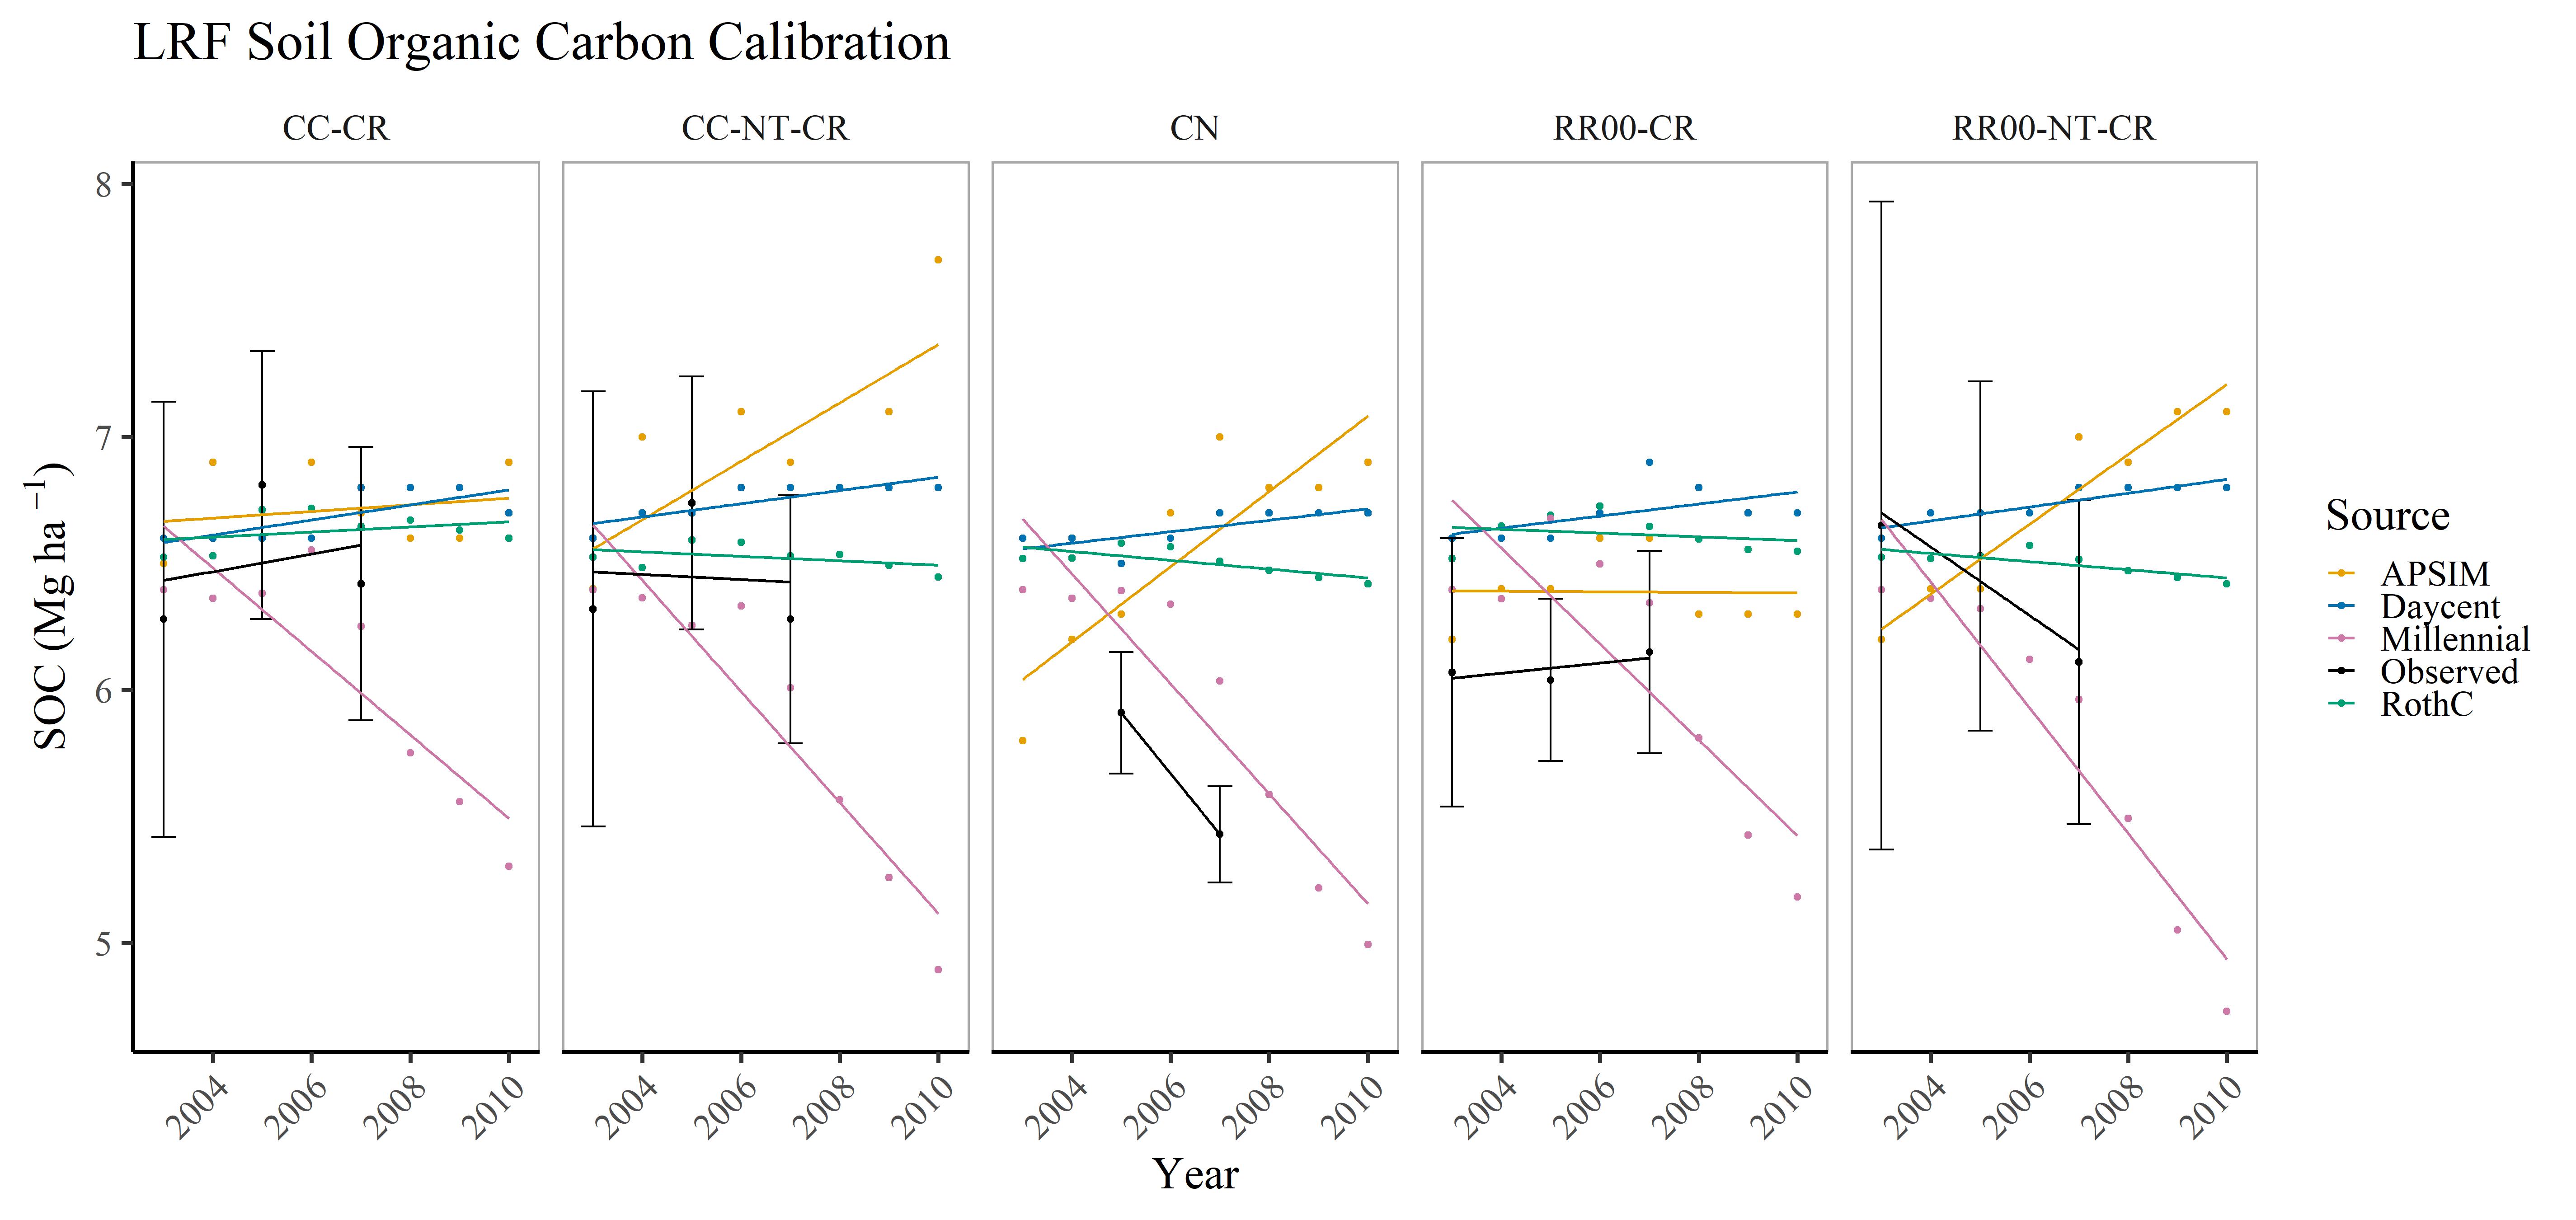 LRF Soil Organic Carbon Calibration
CC-CR CC-NT-CR CN RR00-CR RR00-NT-CR
8
7
6
5
SOC (Mg ha⁻¹)
2004 2006 2008 2010 2004 2006 2008 2010 2004 2006 2008 2010 2004 2006 2008 2010 2004 2006 2008 2010
Year
Source
APSIM
Daycent
Millennial
Observed
RothC